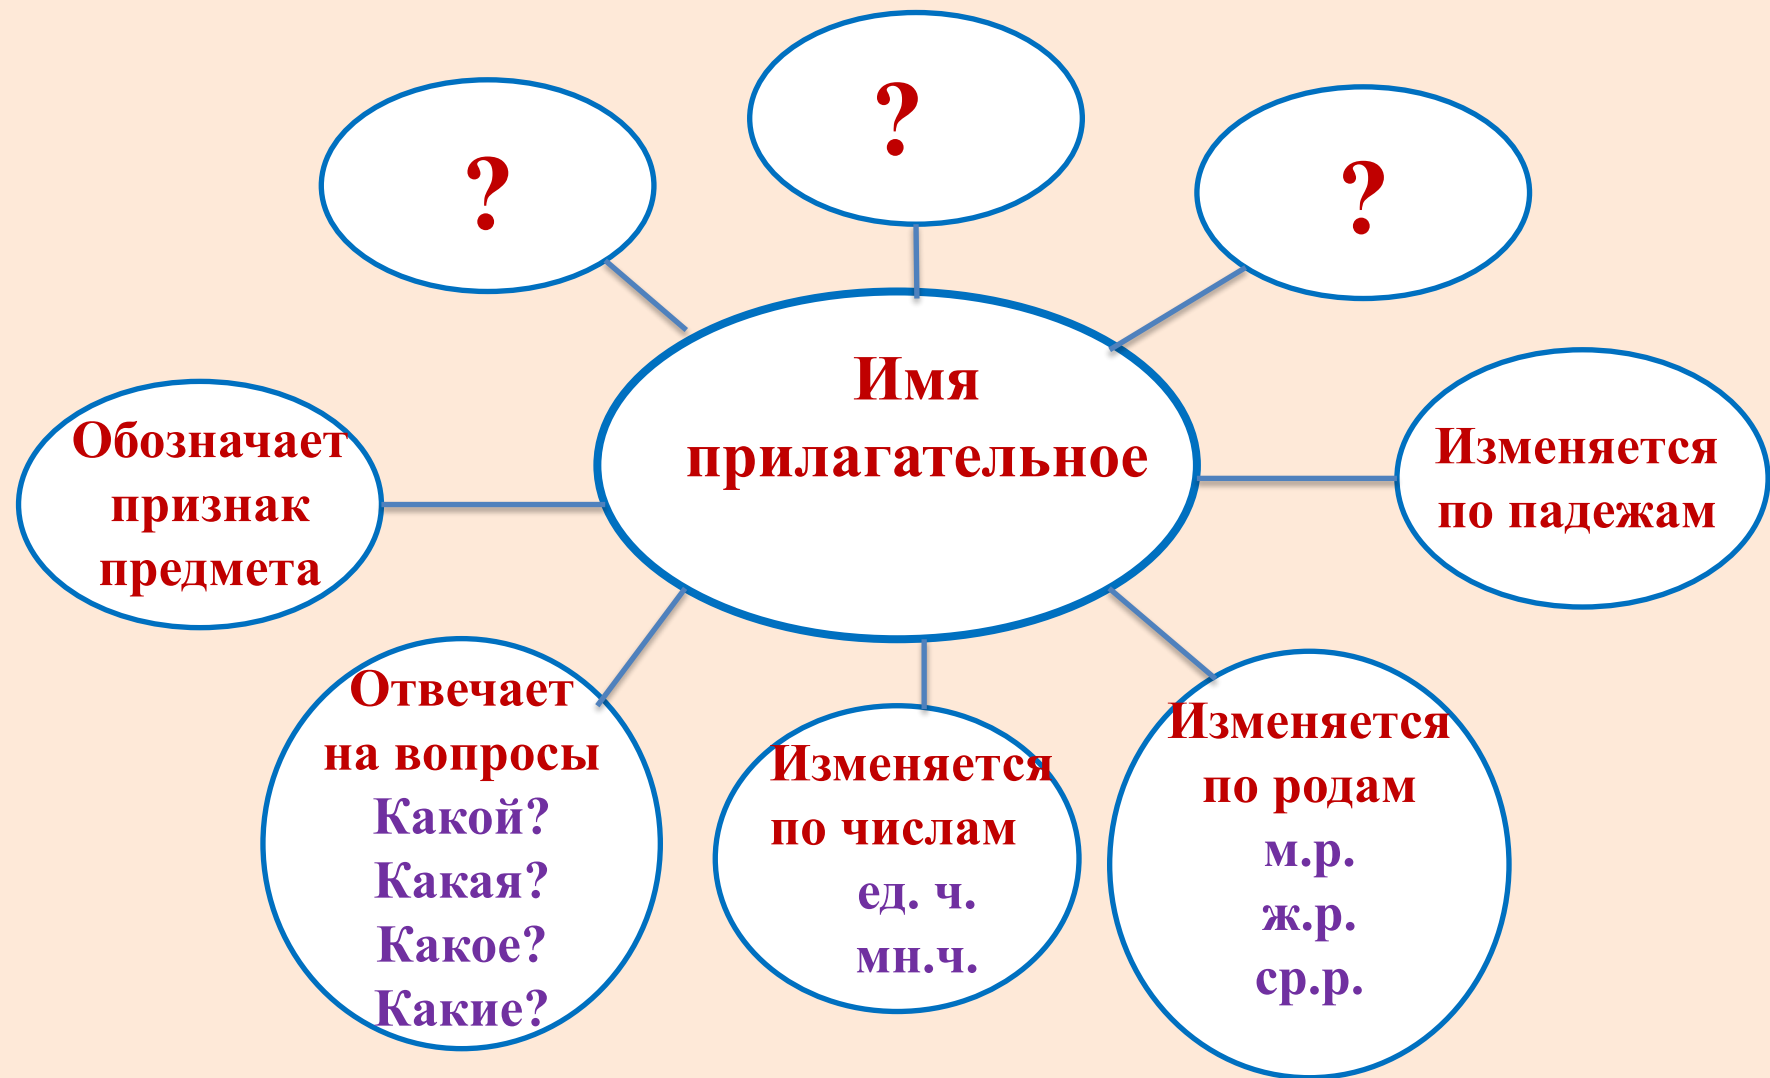 ?
?
?
Имя
прилагательное
Обозначает
признак
предмета
Изменяется
по падежам
Отвечает
на вопросы
Какой?
Какая?
Какое?
Какие?
Изменяется
по числам
ед. ч.
мн.ч.
Изменяется
по родам
м.р.
ж.р.
ср.р.